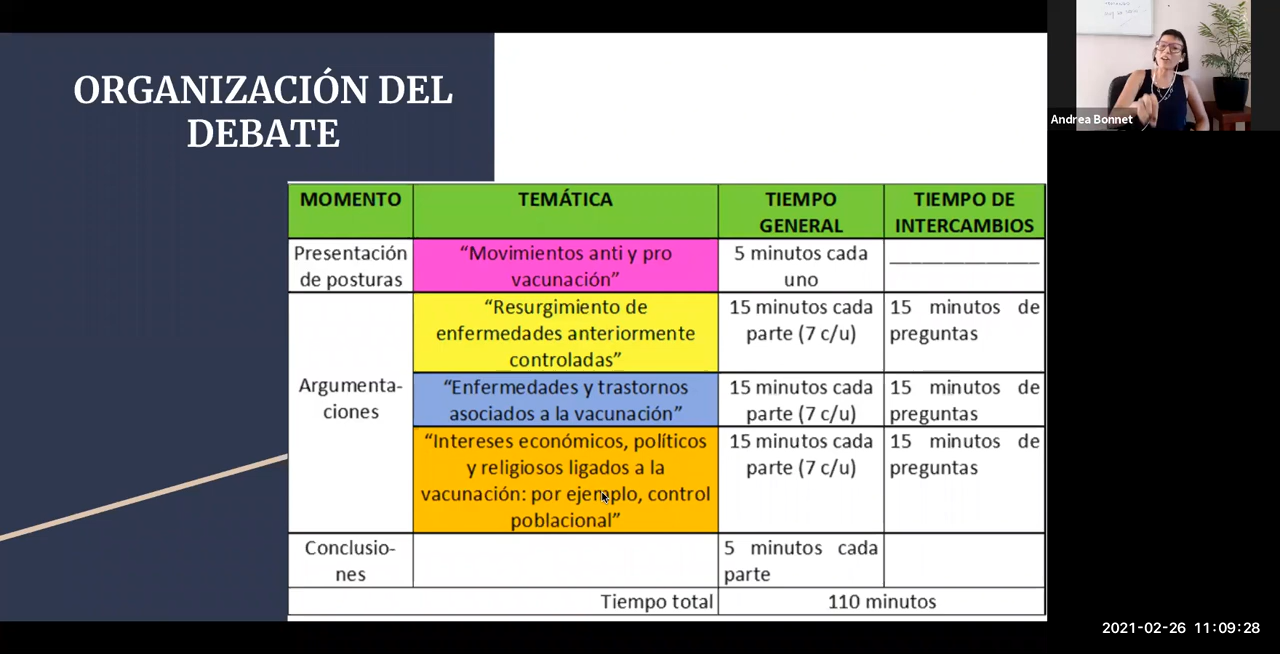 ORGANIZACIÓN DEL
DEBATE
MOMENTO
TEMÁTICA
TIEMPO
GENERAL
TIEMPO DE
INTERCAMBIOS
Presentación
de posturas
“Movimientos anti y pro
vacunación”
5 minutos cada
uno
Argumenta-
ciones
“Resurgimiento de
enfermedades anteriormente
controladas”
15 minutos cada
parte (7 c/u)
15 minutos de
preguntas
“Enfermedades y trastornos
asociados a la vacunación”
15 minutos cada
parte (7 c/u)
15 minutos de
preguntas
“Intereses económicos, políticos
y religiosos ligados a la
vacunación: por ejemplo, control
poblacional”
15 minutos cada
parte (7 c/u)
15 minutos de
preguntas
Conclusio-
nes
5 minutos cada
parte
Tiempo total
110 minutos
Andrea Bonnet
2021-02-26 11:09:28